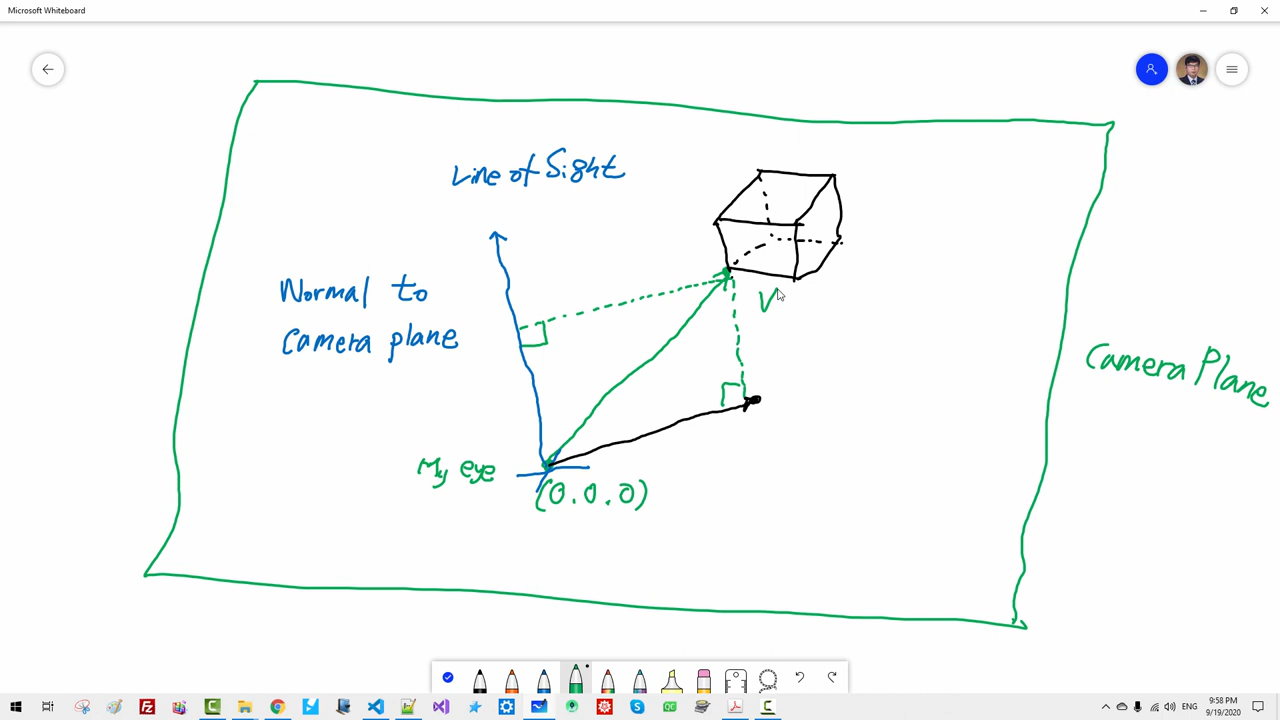 Microsoft Whiteboard
Line of Sight
Normal to
Camera plane
V
Camera Plane
My eye
(0.0.0)
ENG
9:58 PM
9/19/2020